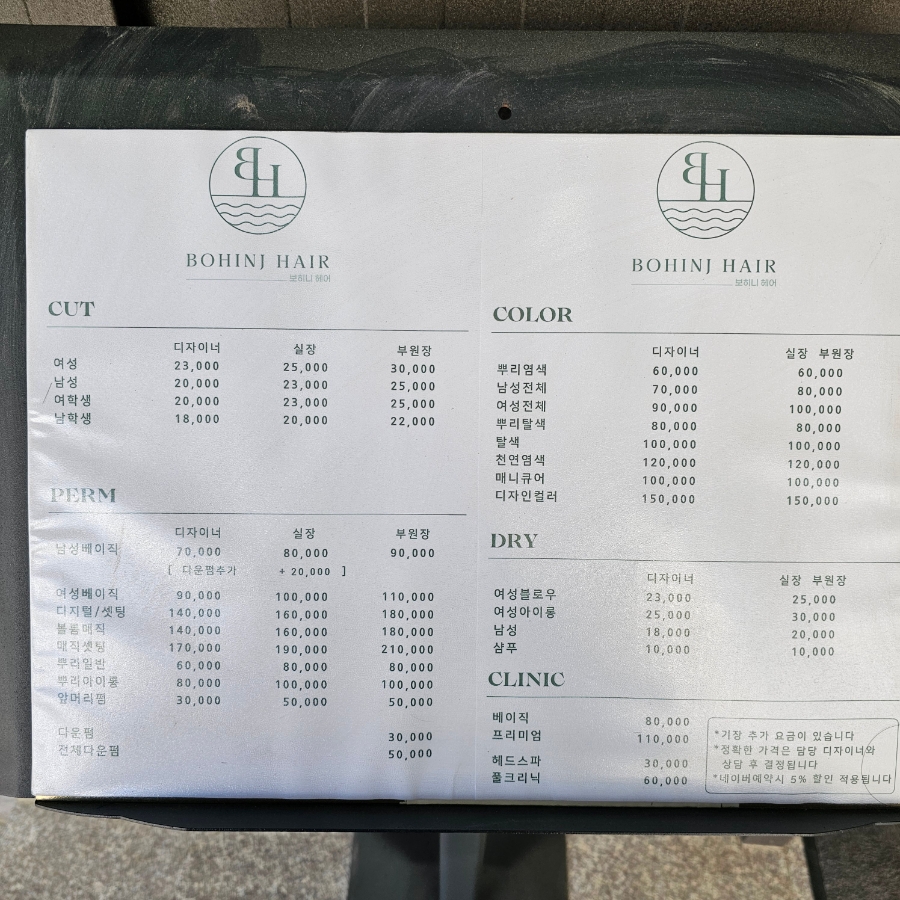 BH
BOHINJ HAIR
보히니 헤어
CUT
디자이너 실장 부원장
여성 23,000 25,000 30,000
남성 20,000 23,000 25,000
여학생 20,000 23,000 25,000
남학생 18,000 20,000 22,000
PERM
디자이너 실장 부원장
남성베이직 70,000 80,000 90,000
[ 다운펌추가 + 20,000 ]
여성베이직 90,000 100,000 110,000
디지털/셋팅 140,000 160,000 180,000
볼륨매직 140,000 160,000 180,000
매직셋팅 170,000 190,000 210,000
뿌리일반 60,000 80,000 80,000
뿌리아이롱 80,000 100,000 100,000
앞머리펌 30,000 50,000 50,000
다운펌 30,000
전체다운펌 50,000
BH
BOHINJ HAIR
보히니 헤어
COLOR
디자이너 실장 부원장
뿌리염색 60,000 60,000
남성전체 70,000 80,000
여성전체 90,000 100,000
뿌리탈색 80,000 80,000
탈색 100,000 100,000
천연염색 120,000 120,000
매니큐어 100,000 100,000
디자인컬러 150,000 150,000
DRY
디자이너 실장 부원장
여성블로우 23,000 25,000
여성아이롱 25,000 30,000
남성 18,000 20,000
샴푸 10,000 10,000
CLINIC
베이직 80,000
프리미엄 110,000
헤드스파 30,000
풀크리닉 60,000
*기장 추가 요금이 있습니다
*정확한 가격은 담당 디자이너와
상담 후 결정됩니다
*네이버예약시 5% 할인 적용됩니다